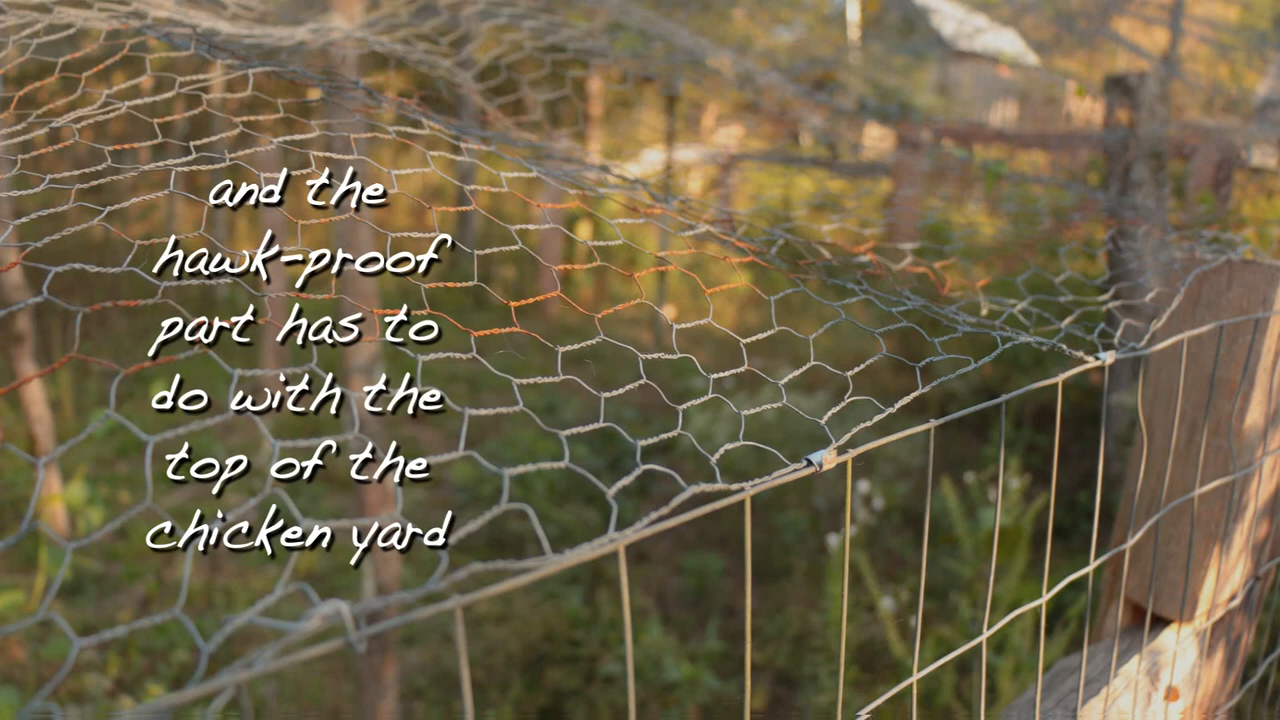 and the
hawk-proof
part has to
do with the
top of the
chicken yard